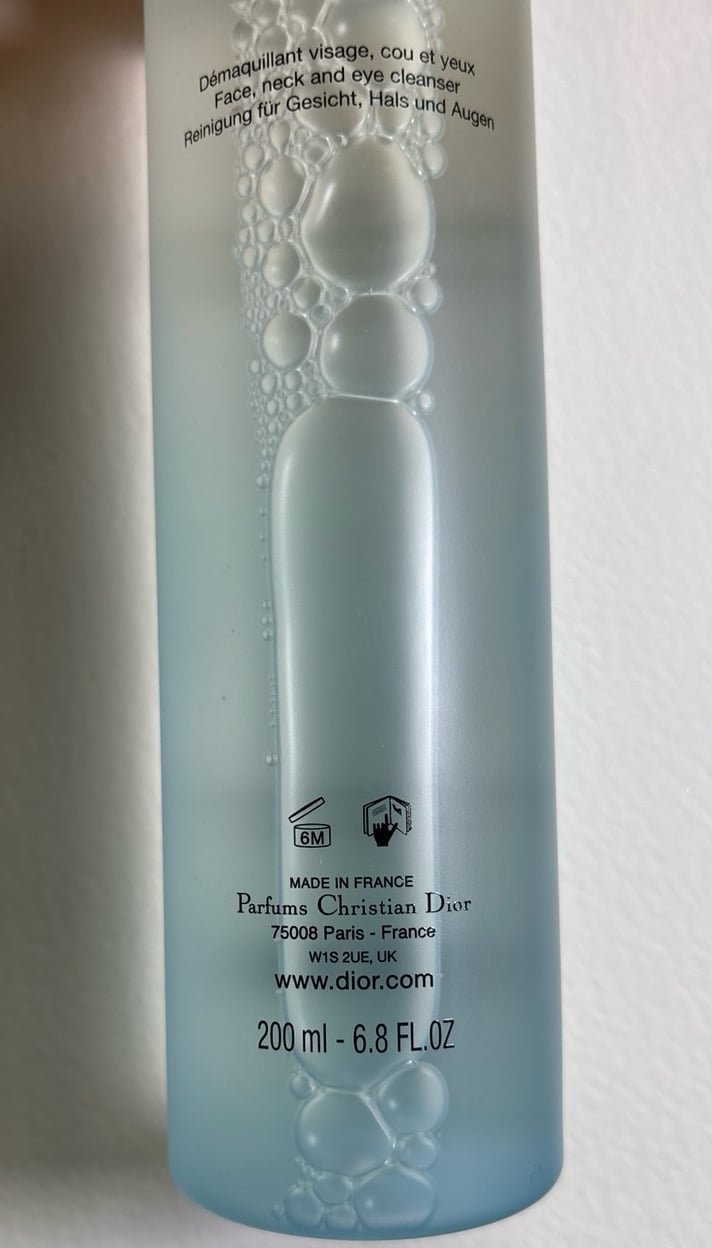 Démaquillant visage, cou et yeux
Face, neck and eye cleanser
Reinigung für Gesicht, Hals und Augen
6M
MADE IN FRANCE
Parfums Christian Dior
75008 Paris - France
W1S 2UE, UK
www.dior.com
200 ml - 6.8 FL.OZ